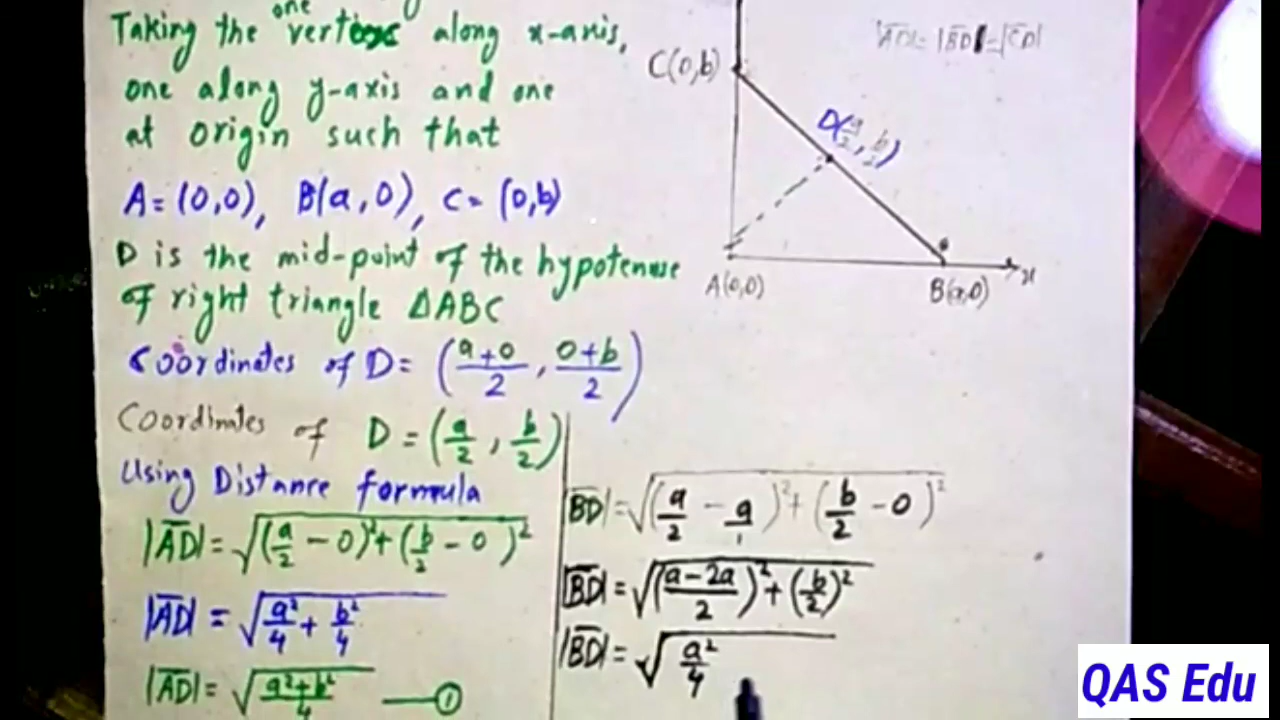 one
Taking the vertex along x-axis,
one along y-axis and one
at origin such that
A = (0,0), B(a,0), C = (0,b)
D is the mid-point of the hypotenuse
of right triangle ΔABC
Coordinates of D = (a+0/2, 0+b/2)
Coordinates of D = (a/2, b/2)
Using Distance formula
|AD| = √(a/2 - 0)² + (b/2 - 0)²
|AD| = √a²/4 + b²/4
|AD| = √a²+b²/4 —— ①
|AD| = |BD| = |CD|
C(0,b)
D(a/2, b/2)
A(0,0)
B(a,0)
x
|BD| = √(a/2 - a/1)² + (b/2 - 0)²
|BD| = √(a-2a/2)² + (b/2)²
|BD| = √a²/4
QAS Edu